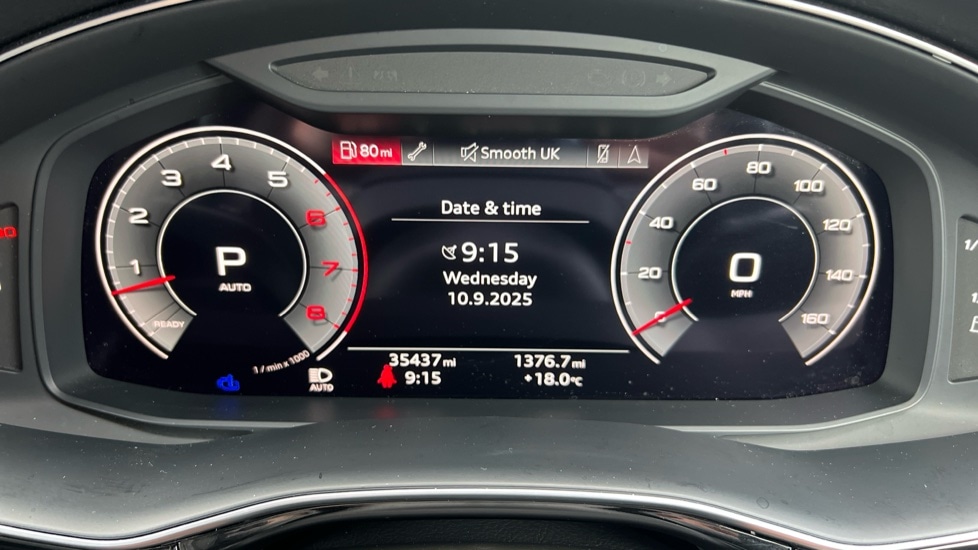 80 mi Smooth UK
Date & time
9:15
Wednesday
10.9.2025
35437 mi 1376.7 mi
9:15 +18.0°C
1 2 3 4 5 6 7 8
READY
P
AUTO
1 / min x 1000
AUTO
0 20 40 60 80 100 120 140 160
0
MPH
1/